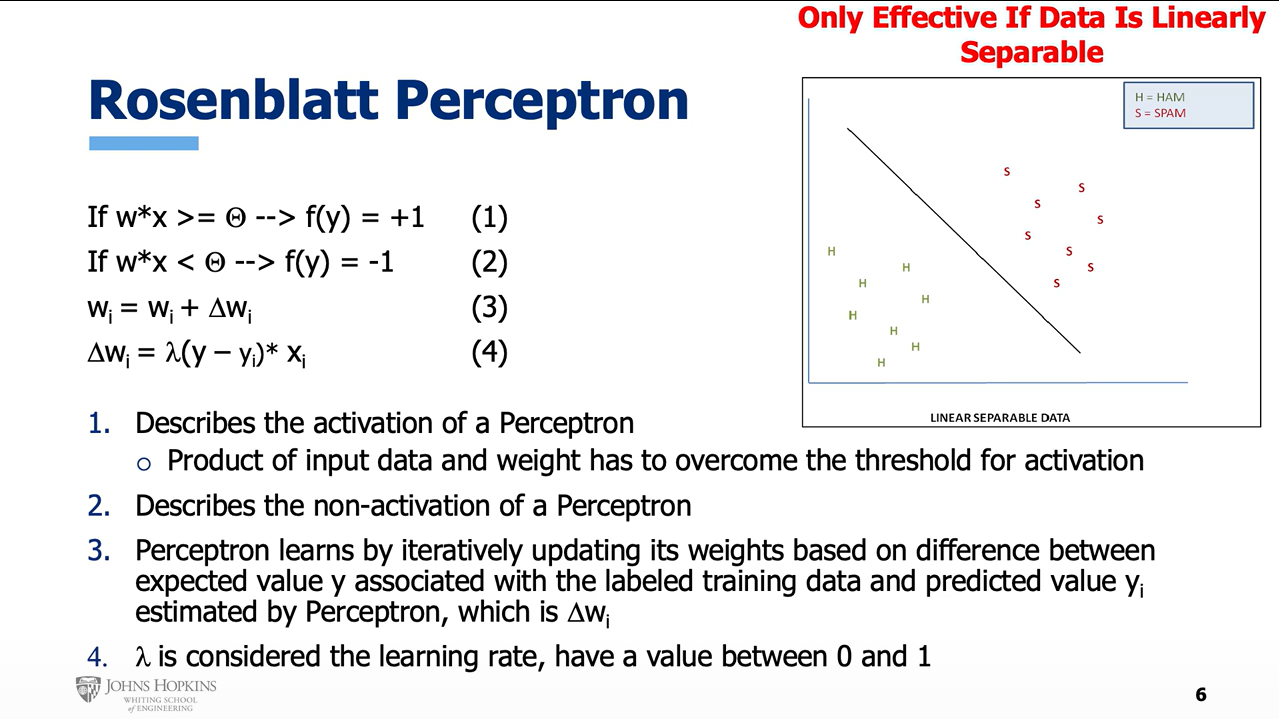 Only Effective If Data Is Linearly
Separable
Rosenblatt Perceptron
H = HAM
S = SPAM
S
S
S
S
S
S
S
S
H
H
H
H
H
H
H
H
LINEAR SEPARABLE DATA
If w*x >= Θ --> f(y) = +1 (1)
If w*x < Θ --> f(y) = -1 (2)
wi = wi + Δwi (3)
Δwi = λ(y – yi)* xi (4)
1. Describes the activation of a Perceptron
o Product of input data and weight has to overcome the threshold for activation
2. Describes the non-activation of a Perceptron
3. Perceptron learns by iteratively updating its weights based on difference between
expected value y associated with the labeled training data and predicted value yi
estimated by Perceptron, which is Δwi
4. λ is considered the learning rate, have a value between 0 and 1
JOHNS HOPKINS
WHITING SCHOOL
of ENGINEERING
6